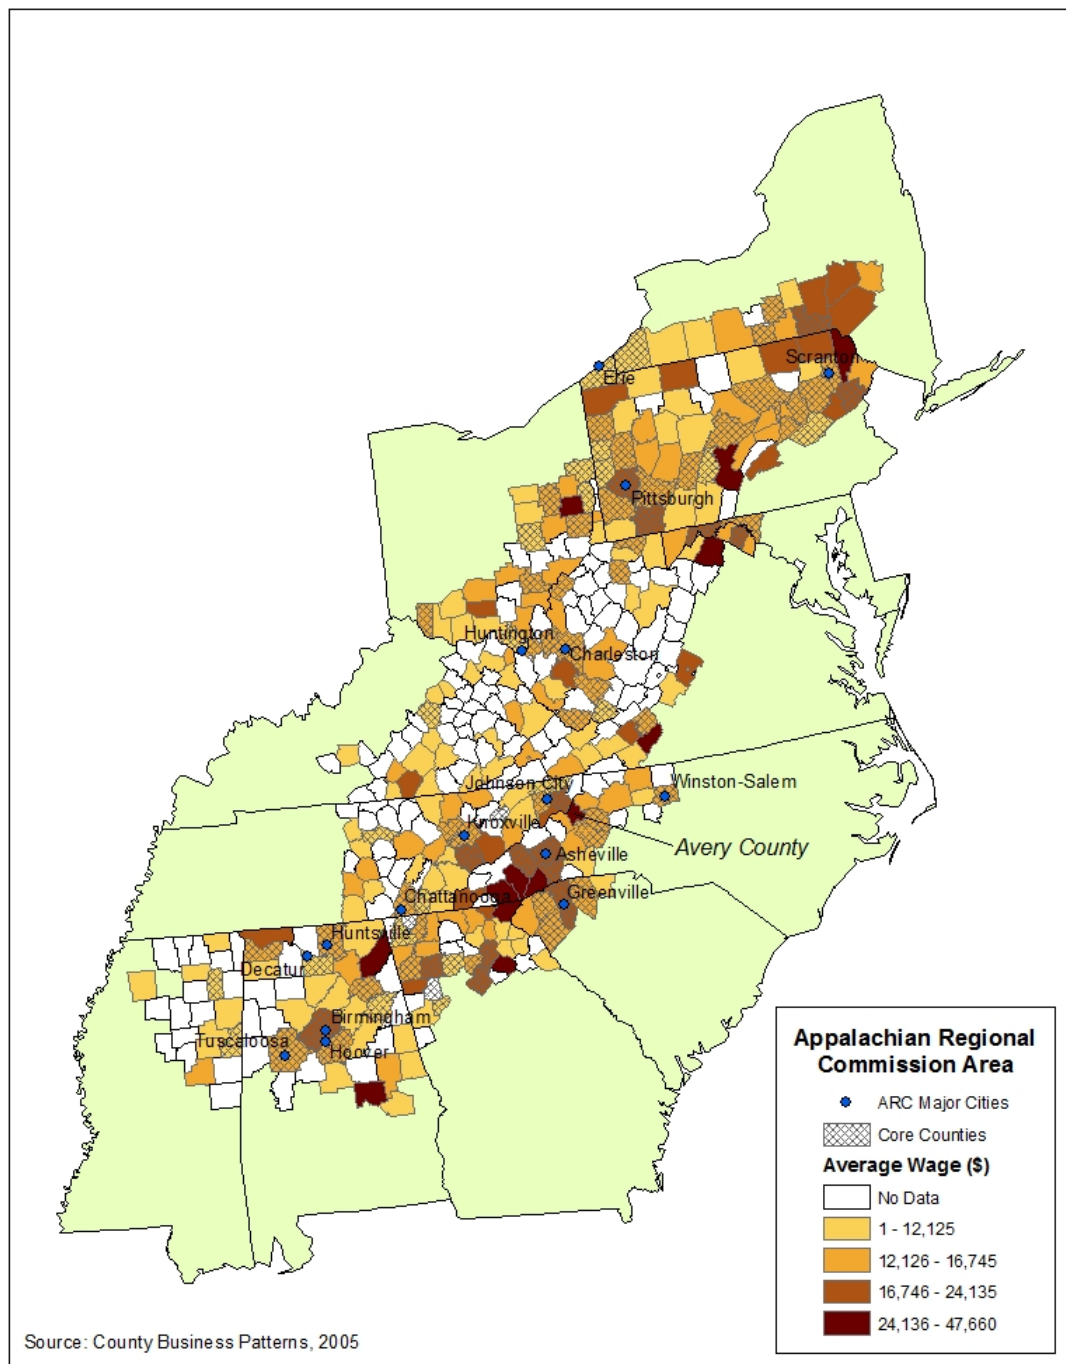 Scranton
Erie
Pittsburgh
Huntington
Charleston
Johnson City
Winston-Salem
Knoxville
Avery County
Asheville
Chattanooga
Greenville
Huntsville
Decatur
Birmingham
Tuscaloosa
Hoover
Appalachian Regional
Commission Area
ARC Major Cities
Core Counties
Average Wage ($)
No Data
1 - 12,125
12,126 - 16,745
16,746 - 24,135
24,136 - 47,660
Source: County Business Patterns, 2005